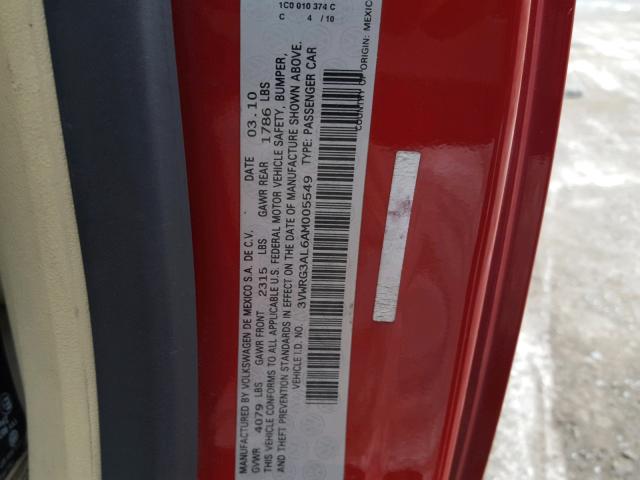 1C0 010 374 C
C 4 /10
MANUFACTURED BY VOLKSWAGEN DE MEXICO S.A. DE C.V. DATE 03.10
GVWR 4079 LBS GAWR FRONT 2315 LBS GAWR REAR 1786 LBS
THIS VEHICLE CONFORMS TO ALL APPLICABLE U.S. FEDERAL MOTOR VEHICLE SAFETY, BUMPER,
AND THEFT PREVENTION STANDARDS IN EFFECT ON THE DATE OF MANUFACTURE SHOWN ABOVE.
VEHICLE I.D. NO. 3VWRG3AL6AM005549 TYPE: PASSENGER CAR
COUNTRY OF ORIGIN: MEXICO